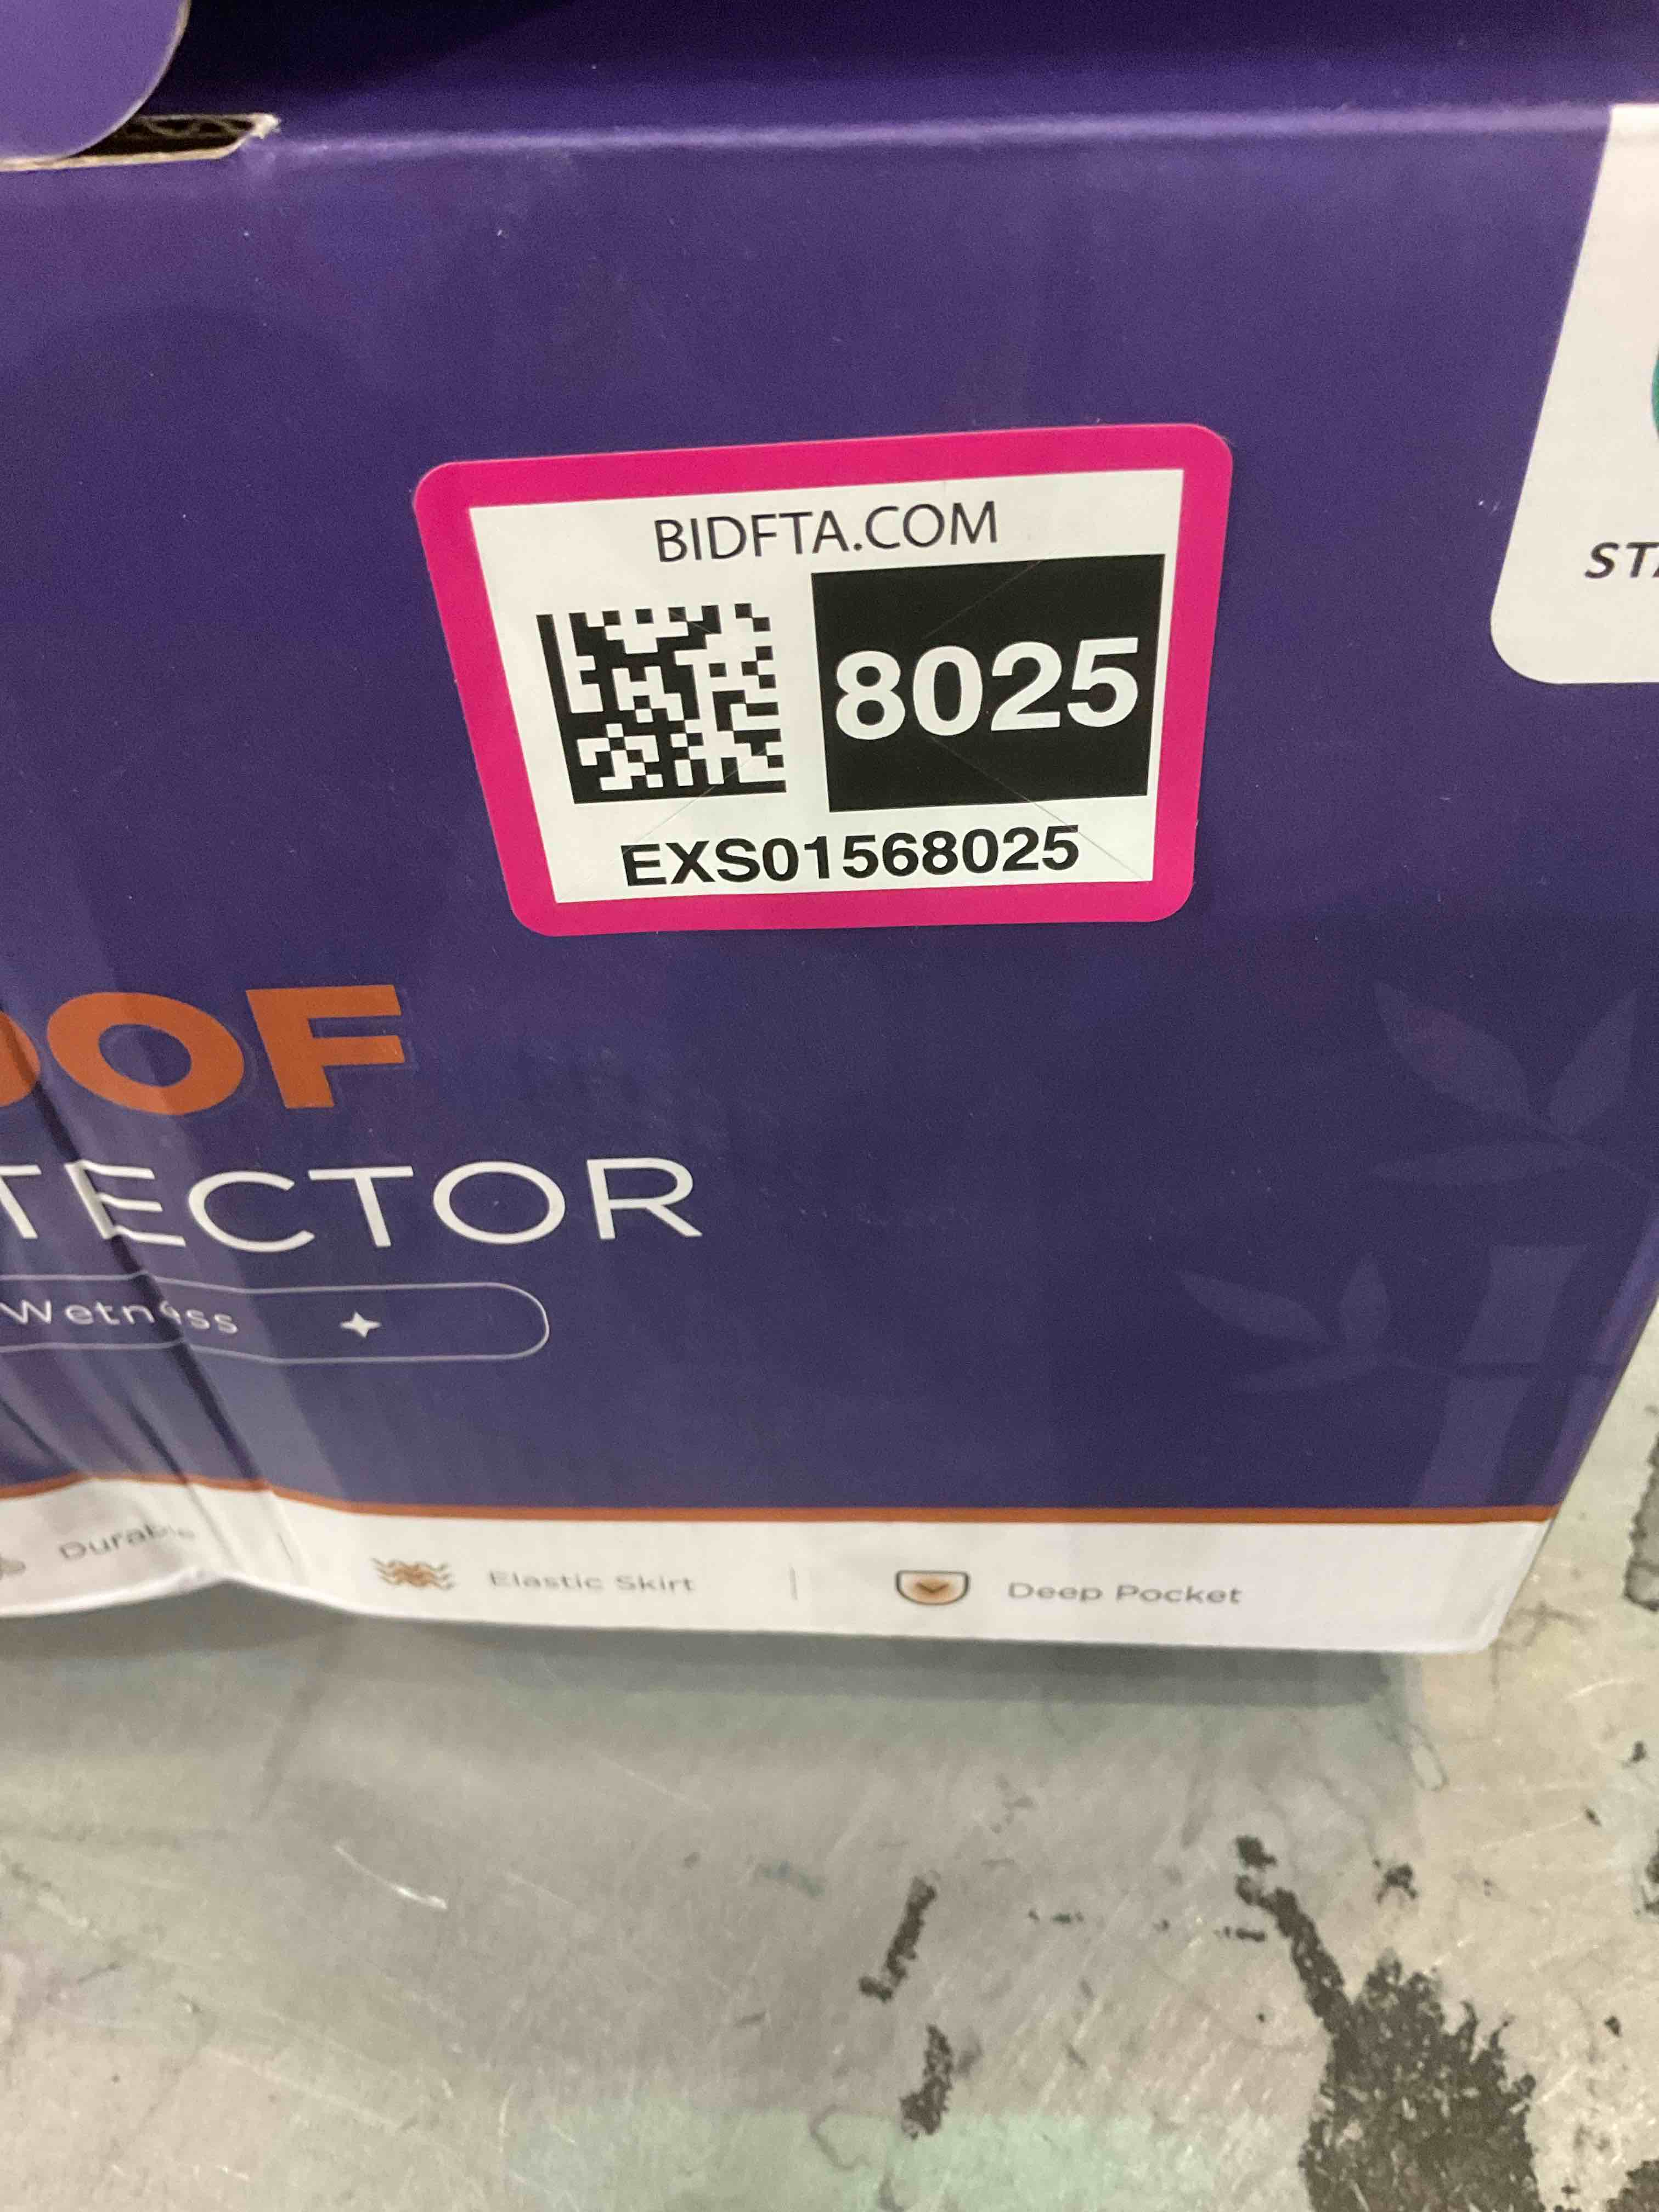 BIDFTA.COM
8025
EXS01568025
OOF
TECTOR
Wetness
Durable
Elastic Skirt
Deep Pocket